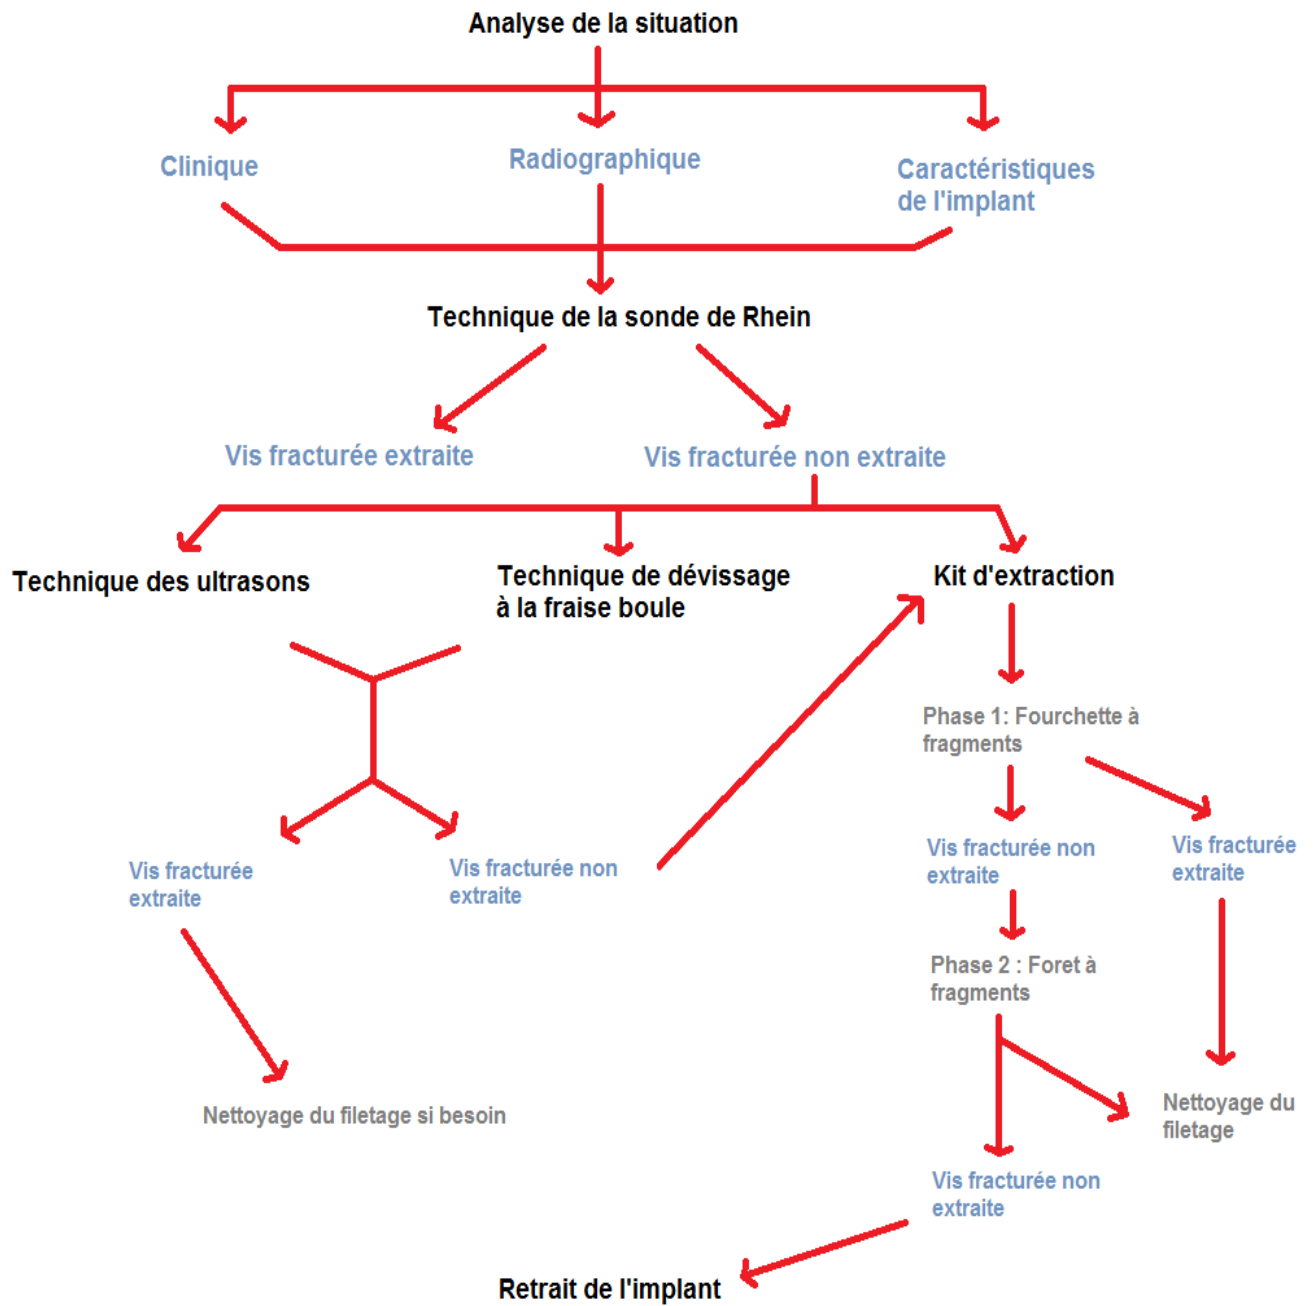 Analyse de la situation
Clinique
Radiographique
Caractéristiques
de l'implant
Technique de la sonde de Rhein
Vis fracturée extraite
Vis fracturée non extraite
Technique des ultrasons
Technique de dévissage
à la fraise boule
Kit d'extraction
Phase 1: Fourchette à
fragments
Vis fracturée
extraite
Vis fracturée non
extraite
Vis fracturée non
extraite
Vis fracturée
extraite
Phase 2 : Foret à
fragments
Nettoyage du filetage si besoin
Nettoyage du
filetage
Vis fracturée non
extraite
Retrait de l'implant